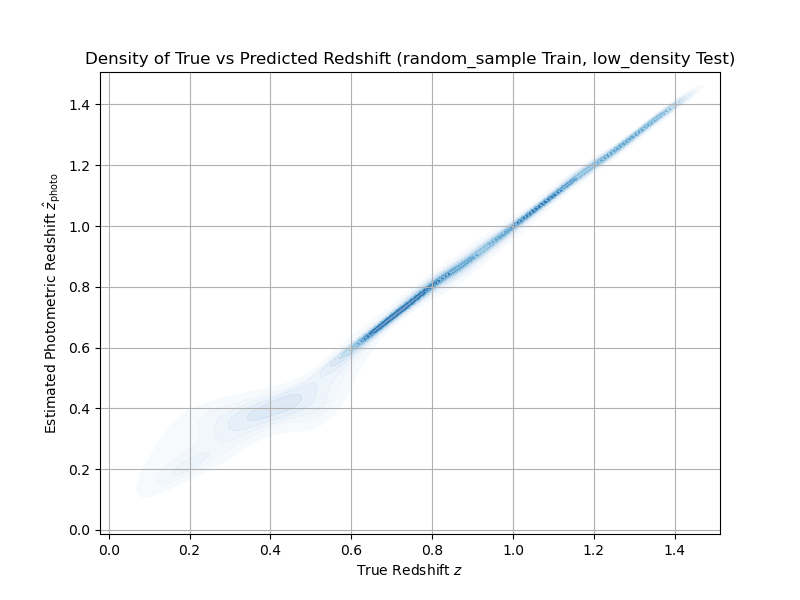 Density of True vs Predicted Redshift (random_sample Train, low_density Test)
Estimated Photometric Redshift ẑ_photo
1.4
1.2
1.0
0.8
0.6
0.4
0.2
0.0
0.0 0.2 0.4 0.6 0.8 1.0 1.2 1.4
True Redshift z